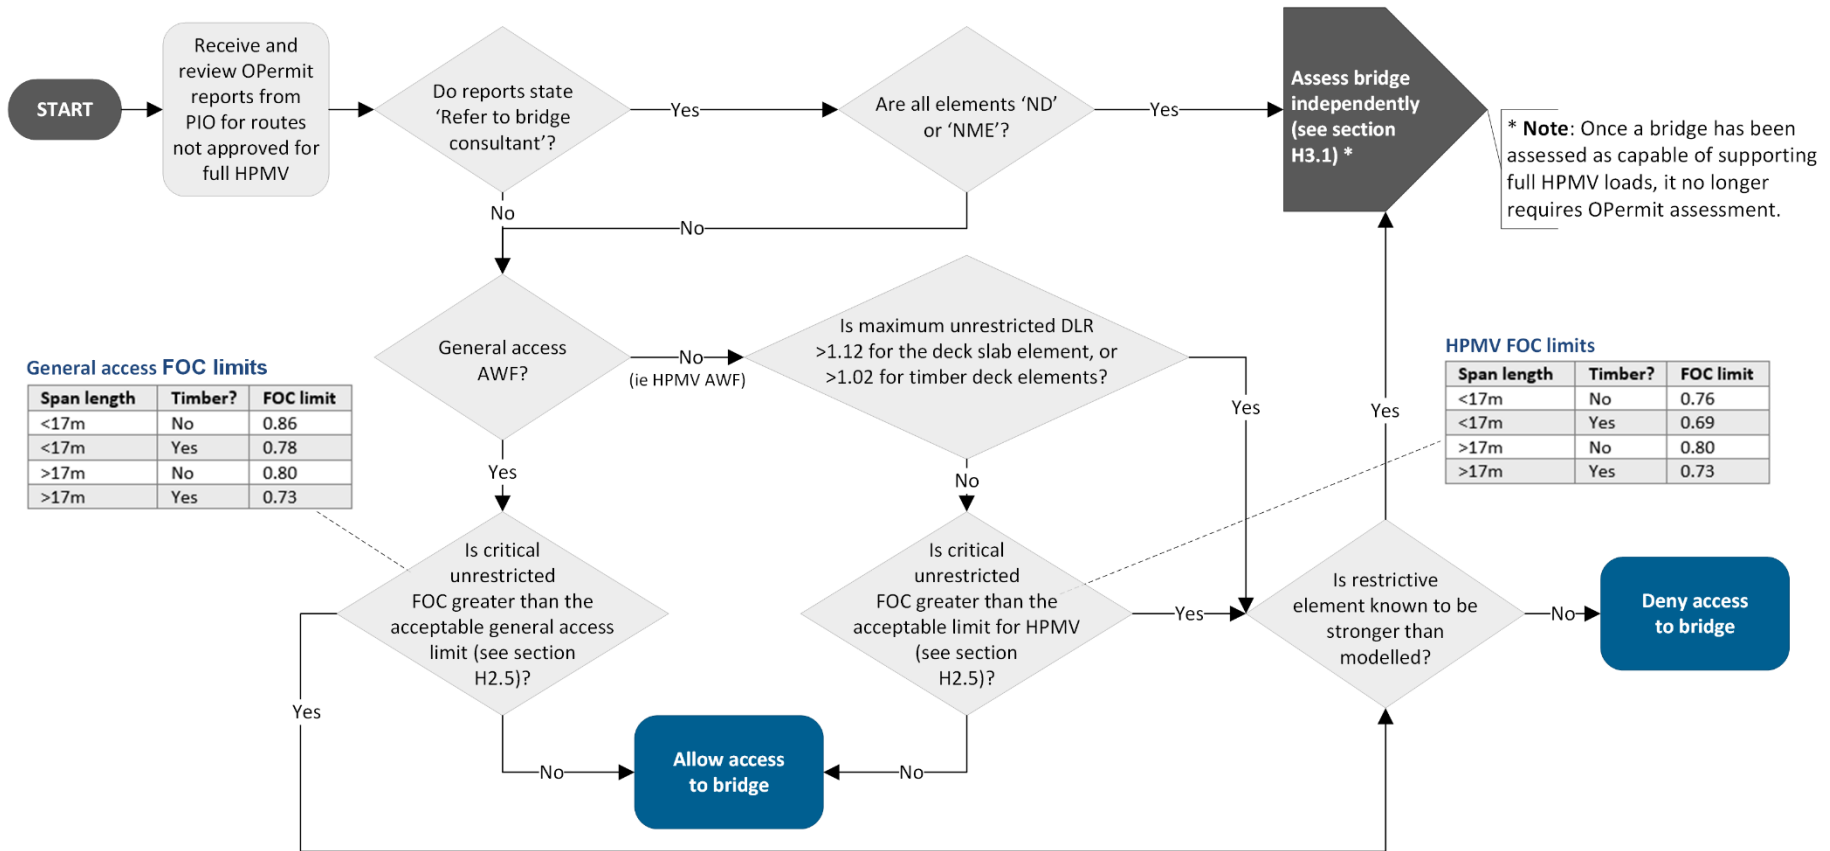 START
Receive and
review OPermit
reports from
PIO for routes
not approved for
full HPMV
Do reports state
‘Refer to bridge
consultant’?
Yes
Are all elements ‘ND’
or ‘NME’?
Yes
Assess bridge
independently
(see section
H3.1) *
* Note: Once a bridge has been
assessed as capable of supporting
full HPMV loads, it no longer
requires OPermit assessment.
No
No
General access
AWF?
No
(ie HPMV AWF)
Is maximum unrestricted DLR
>1.12 for the deck slab element, or
>1.02 for timber deck elements?
Yes
Yes
General access FOC limits
Span length Timber? FOC limit
<17m No 0.86
<17m Yes 0.78
>17m No 0.80
>17m Yes 0.73
HPMV FOC limits
Span length Timber? FOC limit
<17m No 0.76
<17m Yes 0.69
>17m No 0.80
>17m Yes 0.73
Yes
No
Is critical
unrestricted
FOC greater than the
acceptable general access
limit (see section
H2.5)?
Is critical
unrestricted
FOC greater than the
acceptable limit for HPMV
(see section
H2.5)?
Yes
Is restrictive
element known to be
stronger than
modelled?
No
Deny access
to bridge
Yes
No
Allow access
to bridge
No